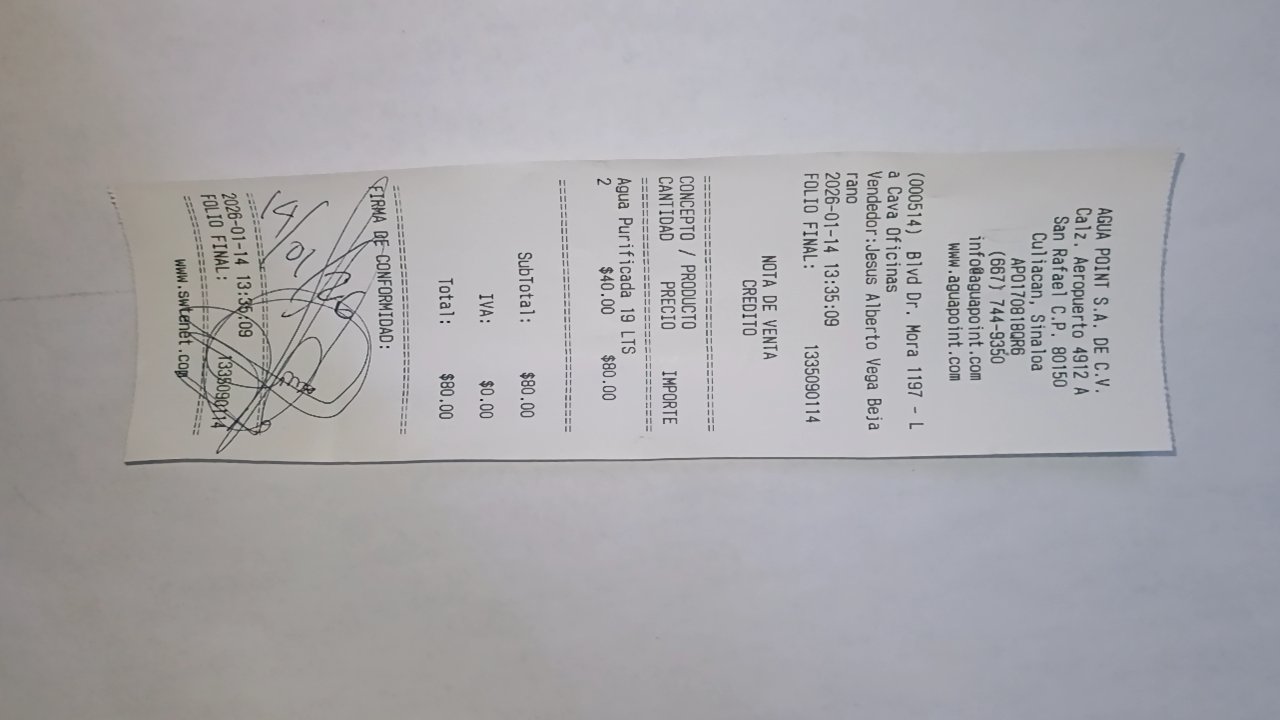 AGUA POINT S.A. DE C.V.
Calz. Aeropuerto 4912 A
San Rafael C.P. 80150
Culiacan, Sinaloa
APO170818QR6
(667) 744-9350
info@aguapoint.com
www.aguapoint.com
(000514) Blvd Dr. Mora 1197 - L
a Cava Oficinas
Vendedor:Jesus Alberto Vega Beja
rano
2026-01-14 13:35:09
FOLIO FINAL: 1335090114
NOTA DE VENTA
CREDITO
================================
CONCEPTO / PRODUCTO
CANTIDAD PRECIO IMPORTE
================================
Agua Purificada 19 LTS
2 $40.00 $80.00
================================
SubTotal: $80.00
IVA: $0.00
Total: $80.00
================================
FIRMA DE CONFORMIDAD:
14/01/
================================
2026-01-14 13:35:09
FOLIO FINAL: 1335090114
================================
www.swtenet.com